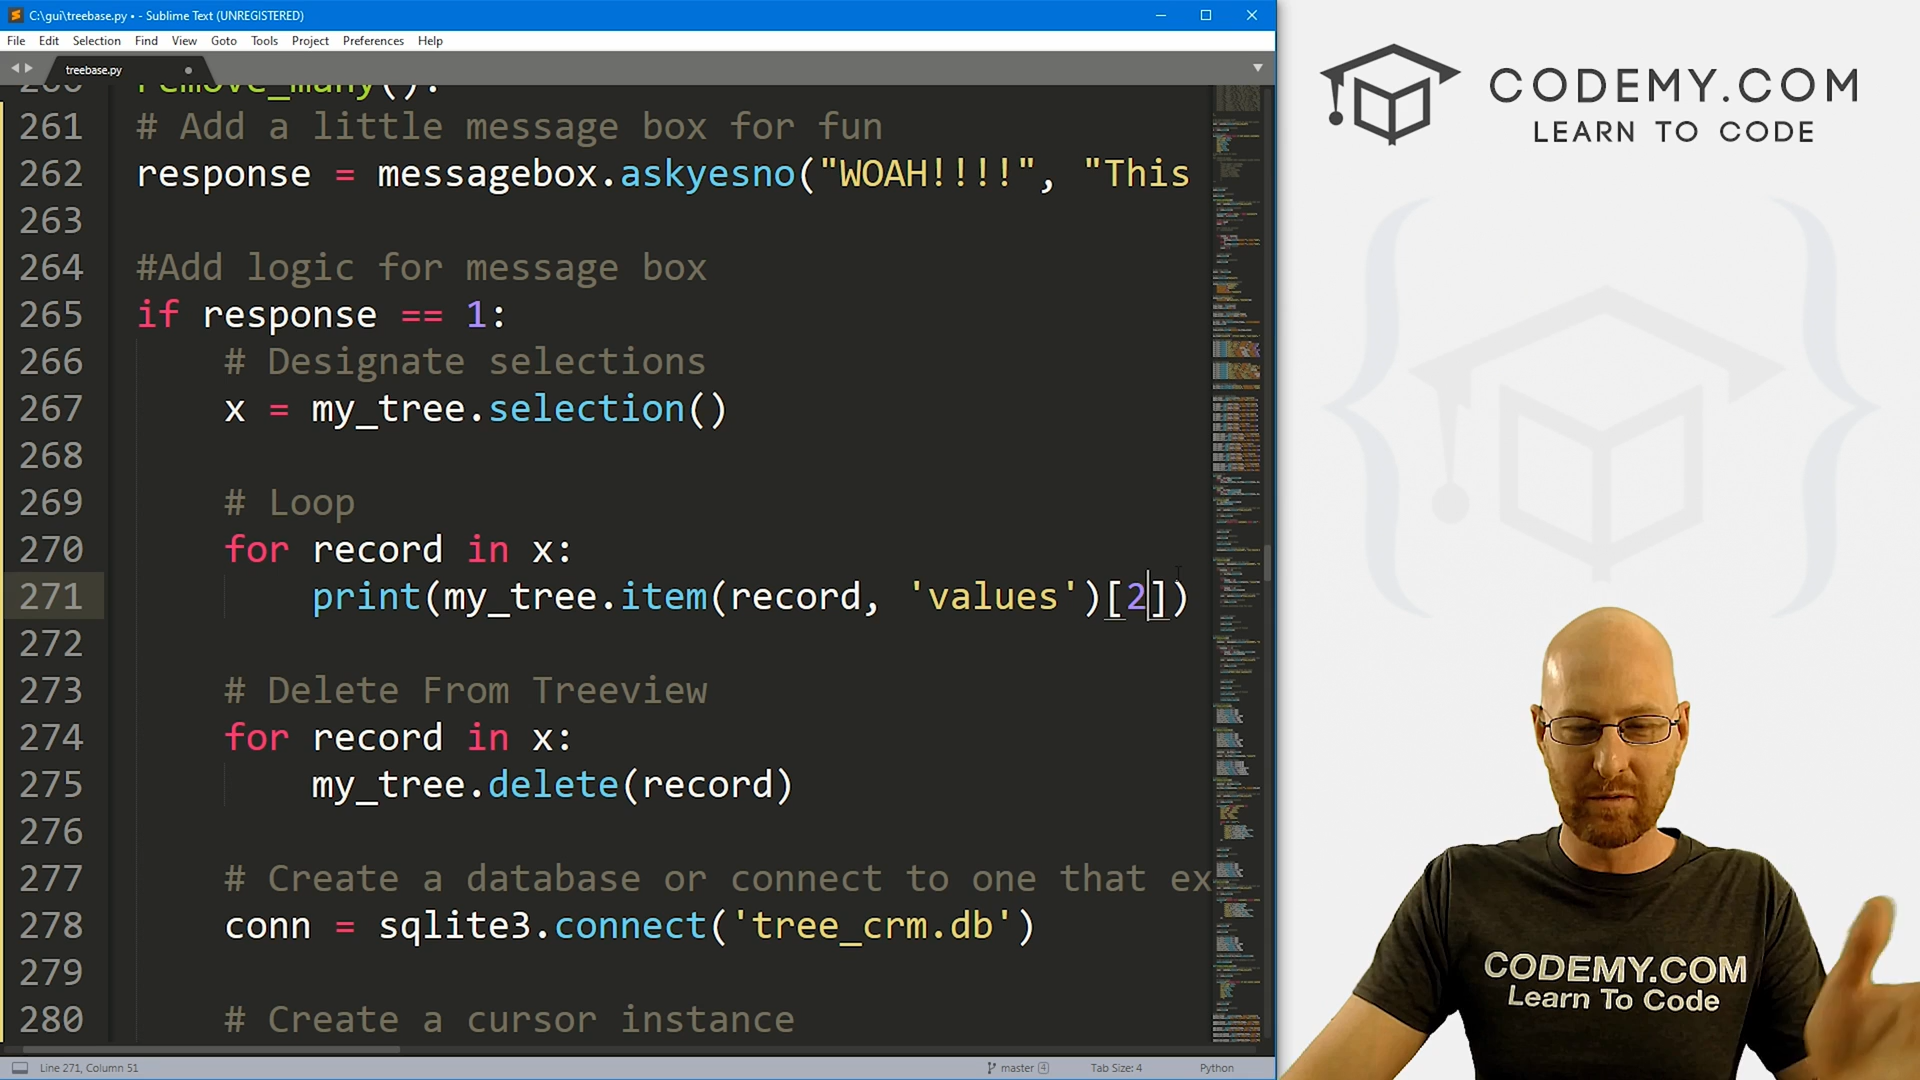 C:\gui\treebase.py • - Sublime Text (UNREGISTERED)
File Edit Selection Find View Goto Tools Project Preferences Help
treebase.py
260 remove_many():
261 # Add a little message box for fun
262 response = messagebox.askyesno("WOAH!!!!", "This
263
264 #Add logic for message box
265 if response == 1:
266 # Designate selections
267 x = my_tree.selection()
268
269 # Loop
270 for record in x:
271 print(my_tree.item(record, 'values')[2])
272
273 # Delete From Treeview
274 for record in x:
275 my_tree.delete(record)
276
277 # Create a database or connect to one that ex
278 conn = sqlite3.connect('tree_crm.db')
279
280 # Create a cursor instance
Line 271, Column 51
master 4
Tab Size: 4
Python
CODEMY.COM
LEARN TO CODE
CODEMY.COM
Learn To Code